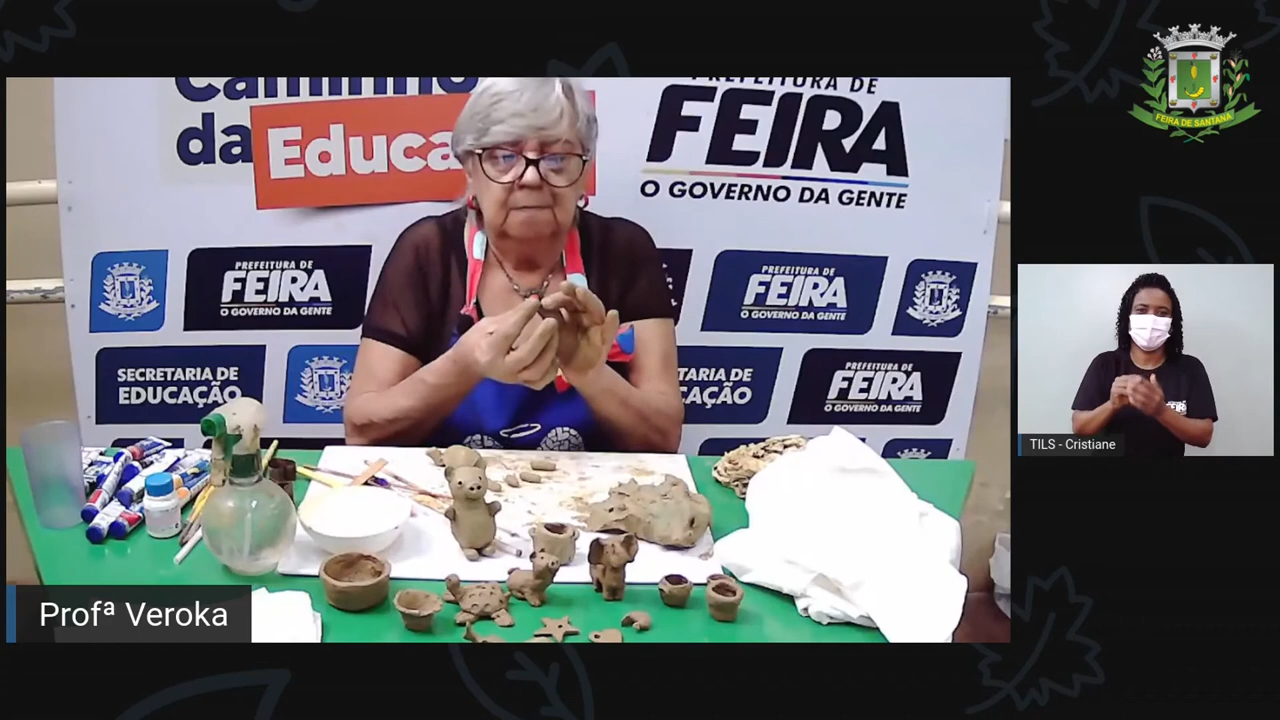 Caminho
da Educa
PREFEITURA DE
FEIRA
O GOVERNO DA GENTE
FEIRA DE SANTANA
PREFEITURA DE
FEIRA
O GOVERNO DA GENTE
PREFEITURA DE
FEIRA
O GOVERNO DA GENTE
SECRETARIA DE
EDUCAÇÃO
TARIA DE
CAÇÃO
PREFEITURA DE
FEIRA
O GOVERNO DA GENTE
TILS - Cristiane
Profª Veroka